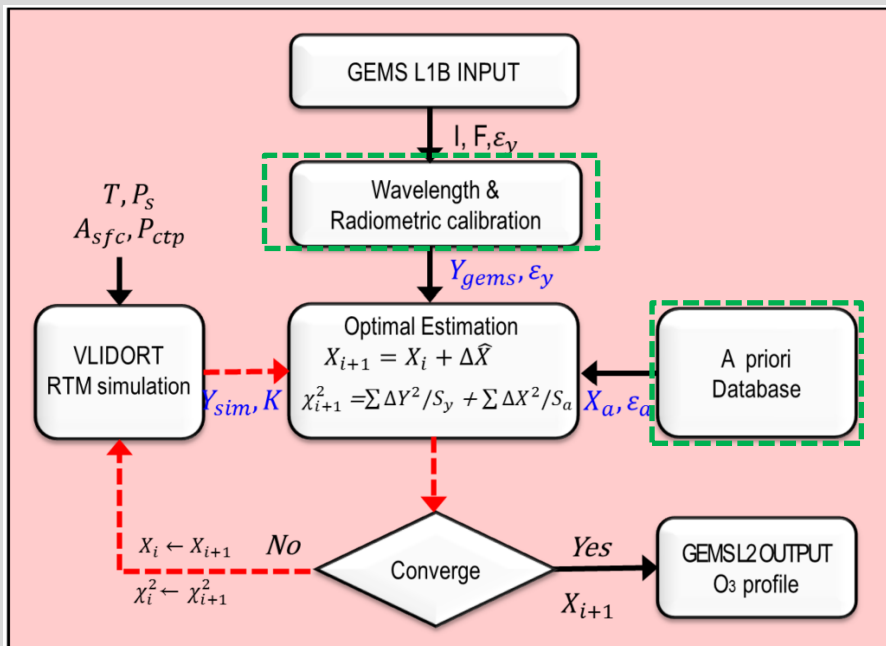 GEMS L1B INPUT
I, F,εy
Wavelength &
Radiometric calibration
T, Ps
Asfc, Pctp
Ygems, εy
VLIDORT
RTM simulation
Ysim, K
Optimal Estimation
Xi+1 = Xi + ΔX̂
χ²i+1 =∑ ΔY²/Sy + ∑ ΔX²/Sa
Xa, εa
A priori
Database
Xi ← Xi+1
χ²i ← χ²i+1
No
Converge
Yes
Xi+1
GEMS L2 OUTPUT
O3 profile